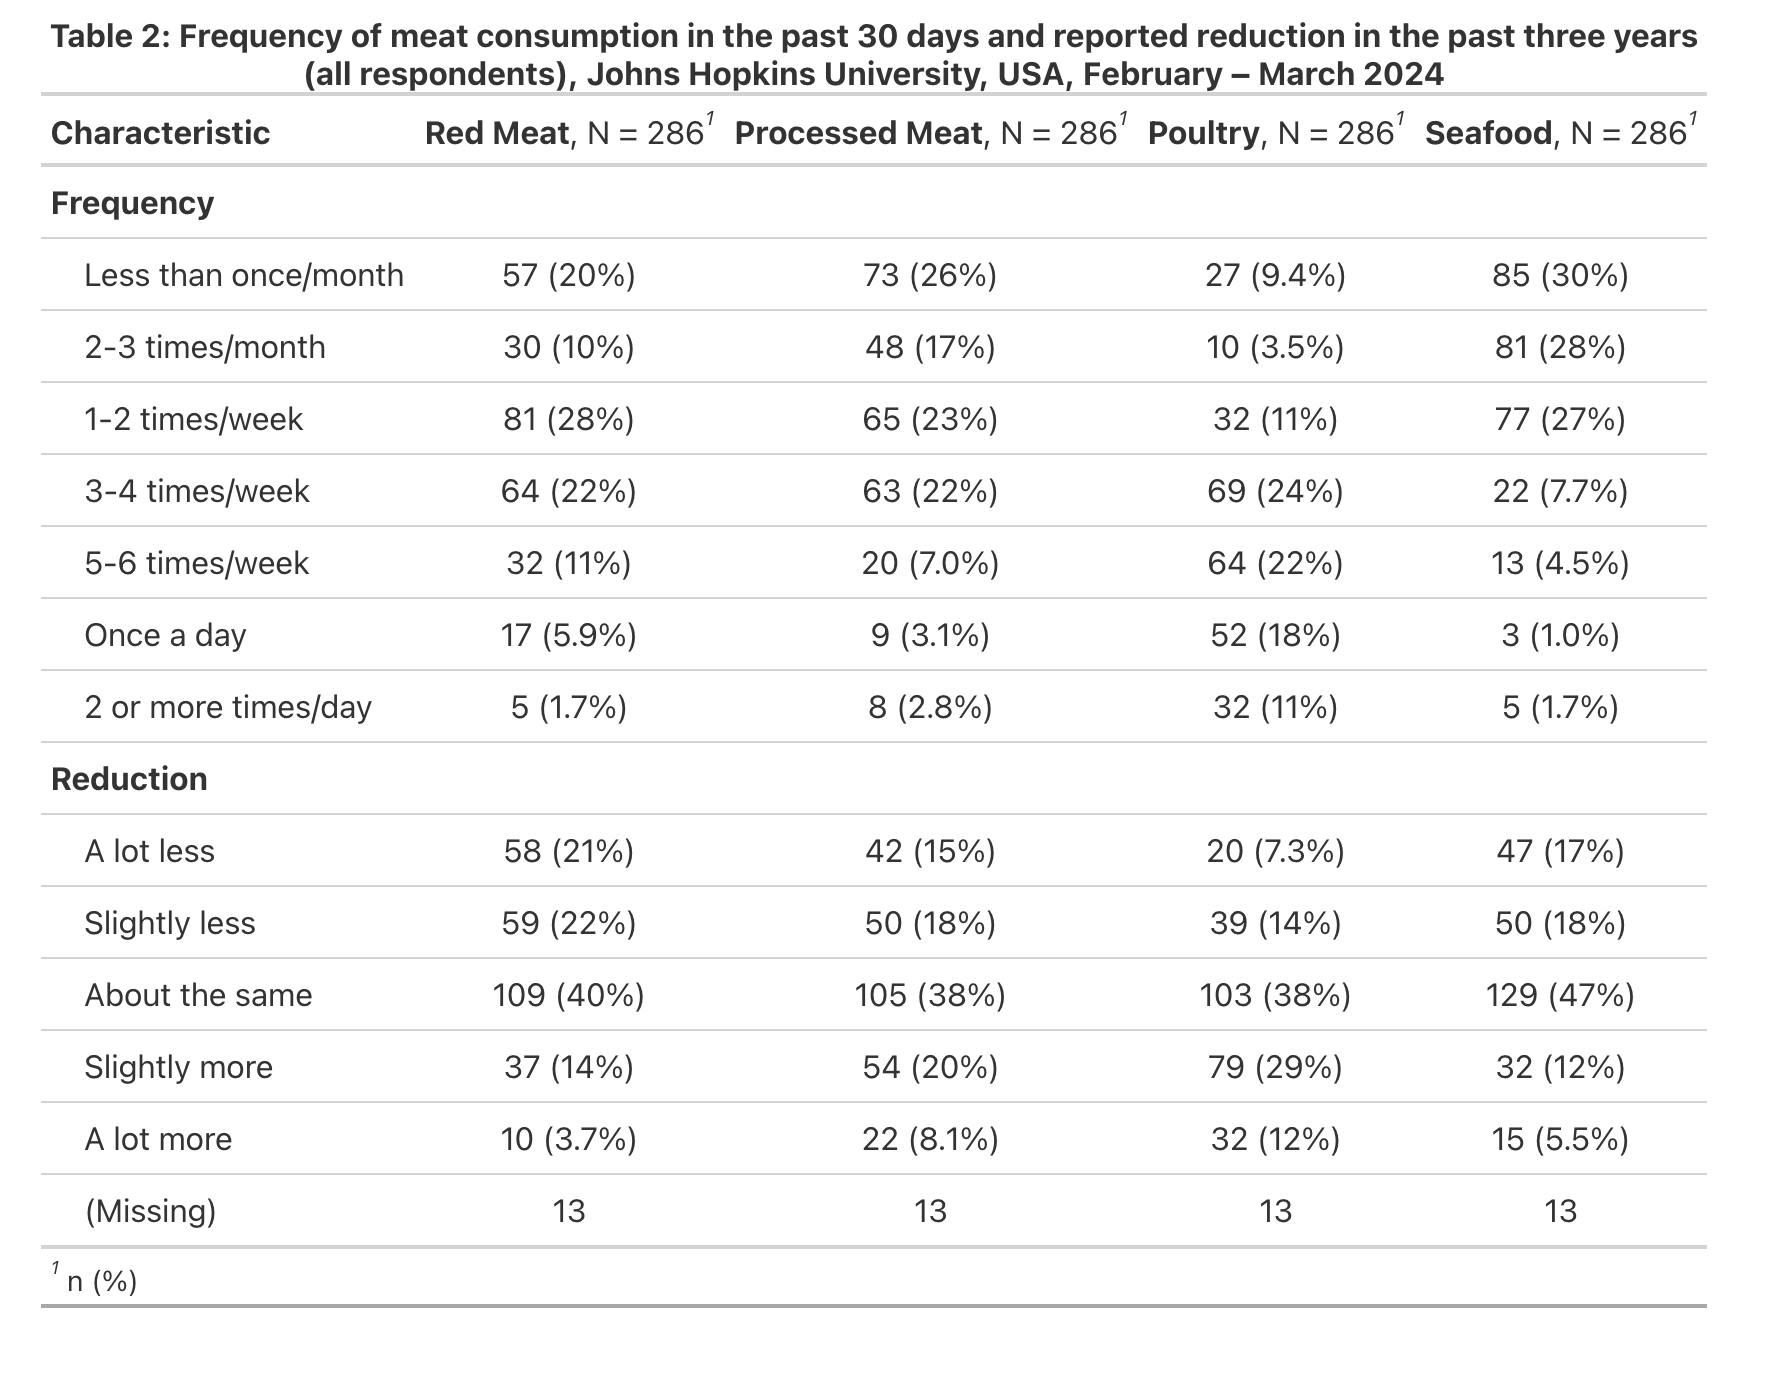 Table 2: Frequency of meat consumption in the past 30 days and reported reduction in the past three years
(all respondents), Johns Hopkins University, USA, February – March 2024
Characteristic Red Meat, N = 286¹ Processed Meat, N = 286¹ Poultry, N = 286¹ Seafood, N = 286¹
Frequency
Less than once/month 57 (20%) 73 (26%) 27 (9.4%) 85 (30%)
2-3 times/month 30 (10%) 48 (17%) 10 (3.5%) 81 (28%)
1-2 times/week 81 (28%) 65 (23%) 32 (11%) 77 (27%)
3-4 times/week 64 (22%) 63 (22%) 69 (24%) 22 (7.7%)
5-6 times/week 32 (11%) 20 (7.0%) 64 (22%) 13 (4.5%)
Once a day 17 (5.9%) 9 (3.1%) 52 (18%) 3 (1.0%)
2 or more times/day 5 (1.7%) 8 (2.8%) 32 (11%) 5 (1.7%)
Reduction
A lot less 58 (21%) 42 (15%) 20 (7.3%) 47 (17%)
Slightly less 59 (22%) 50 (18%) 39 (14%) 50 (18%)
About the same 109 (40%) 105 (38%) 103 (38%) 129 (47%)
Slightly more 37 (14%) 54 (20%) 79 (29%) 32 (12%)
A lot more 10 (3.7%) 22 (8.1%) 32 (12%) 15 (5.5%)
(Missing) 13 13 13 13
¹ n (%)